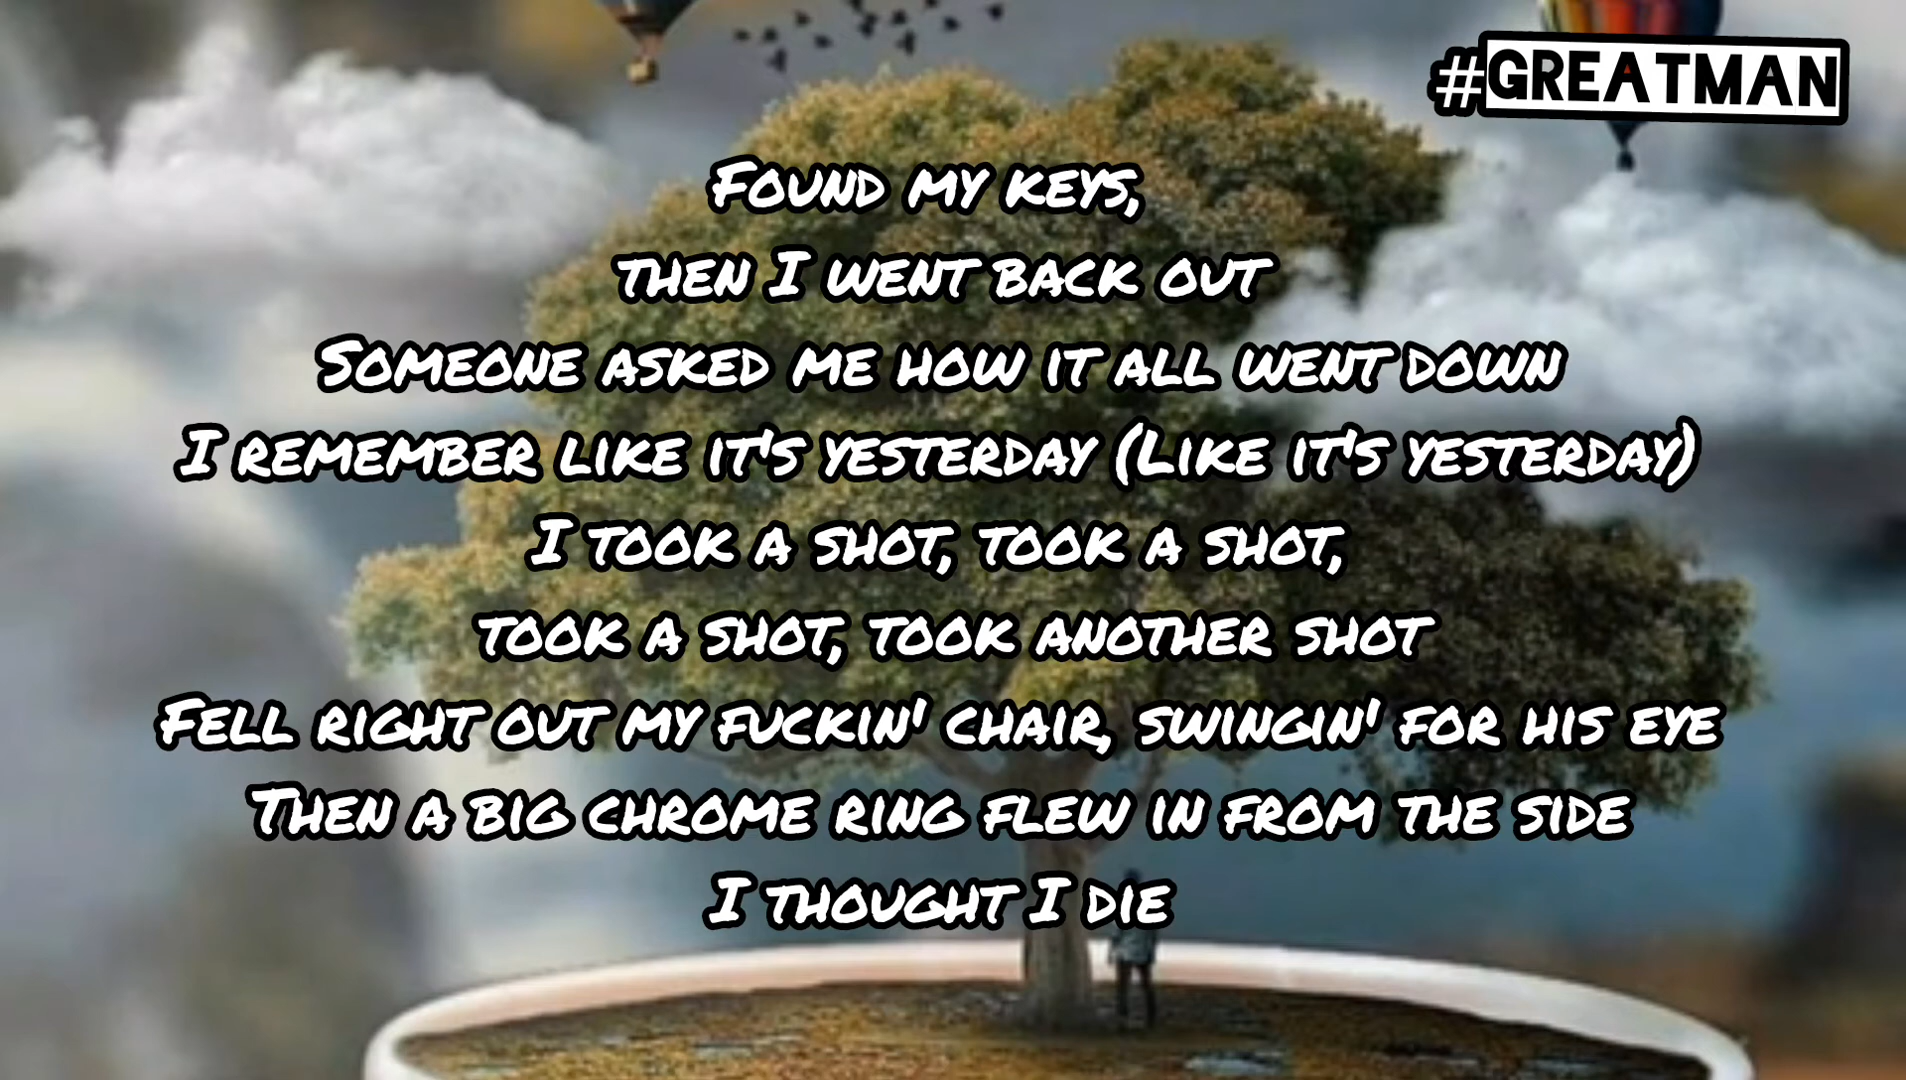 #GREATMAN
Found my keys,
then I went back out
Someone asked me how it all went down
I remember like it's yesterday (Like it's yesterday)
I took a shot, took a shot,
took a shot, took another shot
Fell right out my fuckin' chair, swingin' for his eye
Then a big chrome ring flew in from the side
I thought I die